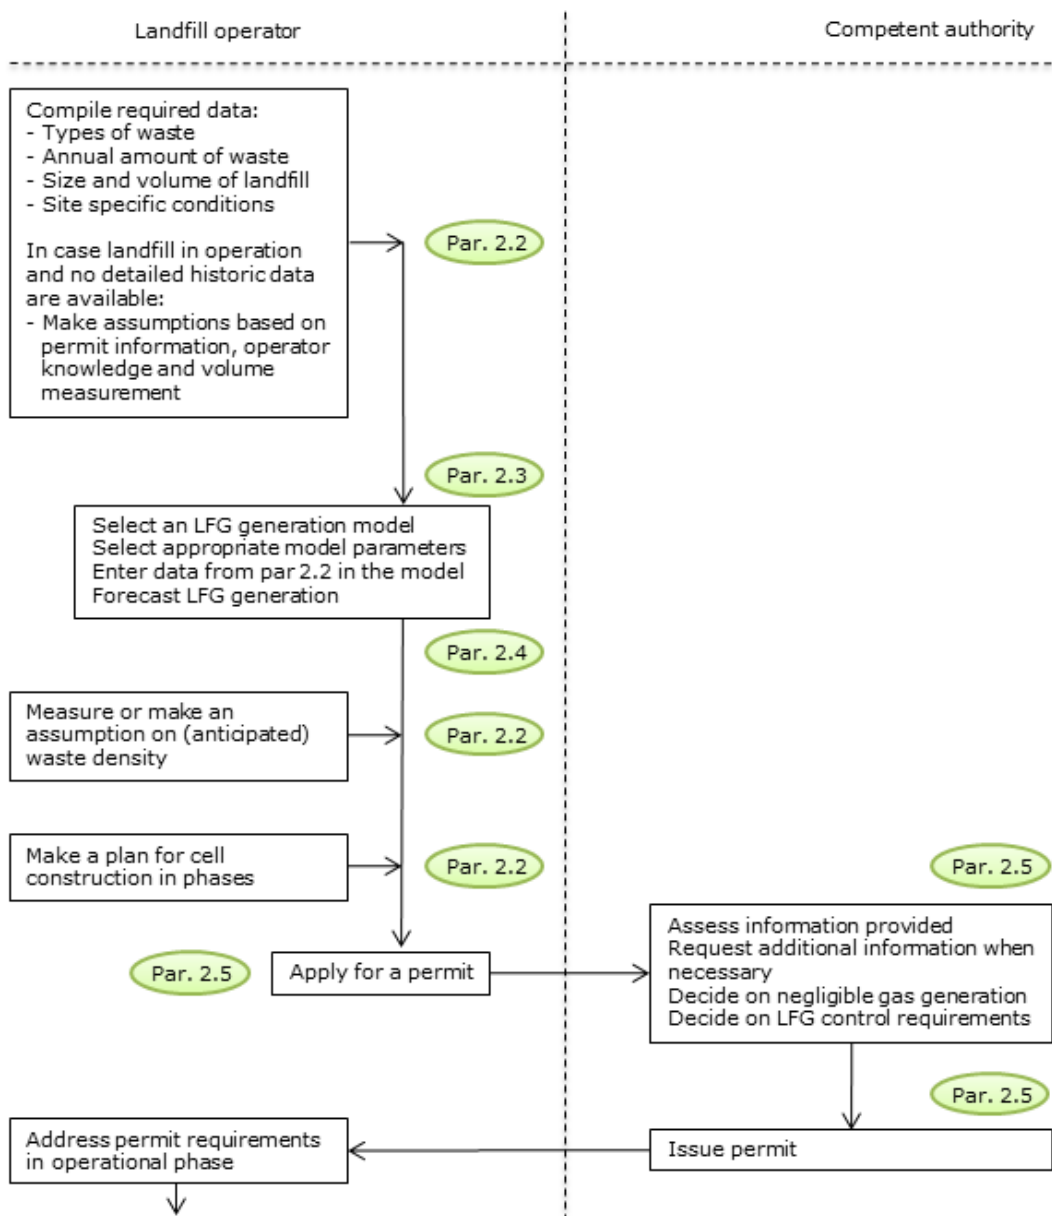 Landfill operator
Competent authority
Compile required data:
- Types of waste
- Annual amount of waste
- Size and volume of landfill
- Site specific conditions
In case landfill in operation
and no detailed historic data
are available:
- Make assumptions based on
permit information, operator
knowledge and volume
measurement
Par. 2.2
Par. 2.3
Select an LFG generation model
Select appropriate model parameters
Enter data from par 2.2 in the model
Forecast LFG generation
Par. 2.4
Measure or make an
assumption on (anticipated)
waste density
Par. 2.2
Make a plan for cell
construction in phases
Par. 2.2
Par. 2.5
Apply for a permit
Par. 2.5
Assess information provided
Request additional information when
necessary
Decide on negligible gas generation
Decide on LFG control requirements
Par. 2.5
Issue permit
Address permit requirements
in operational phase